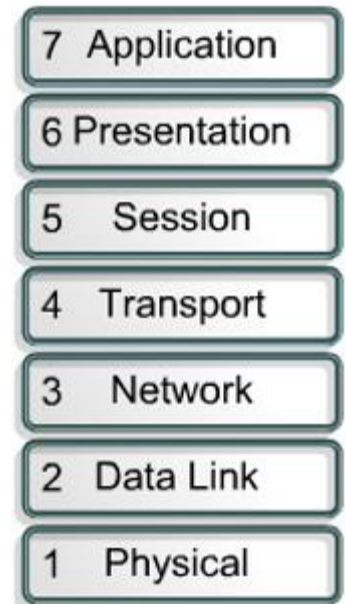 7 Application
6 Presentation
5 Session
4 Transport
3 Network
2 Data Link
1 Physical